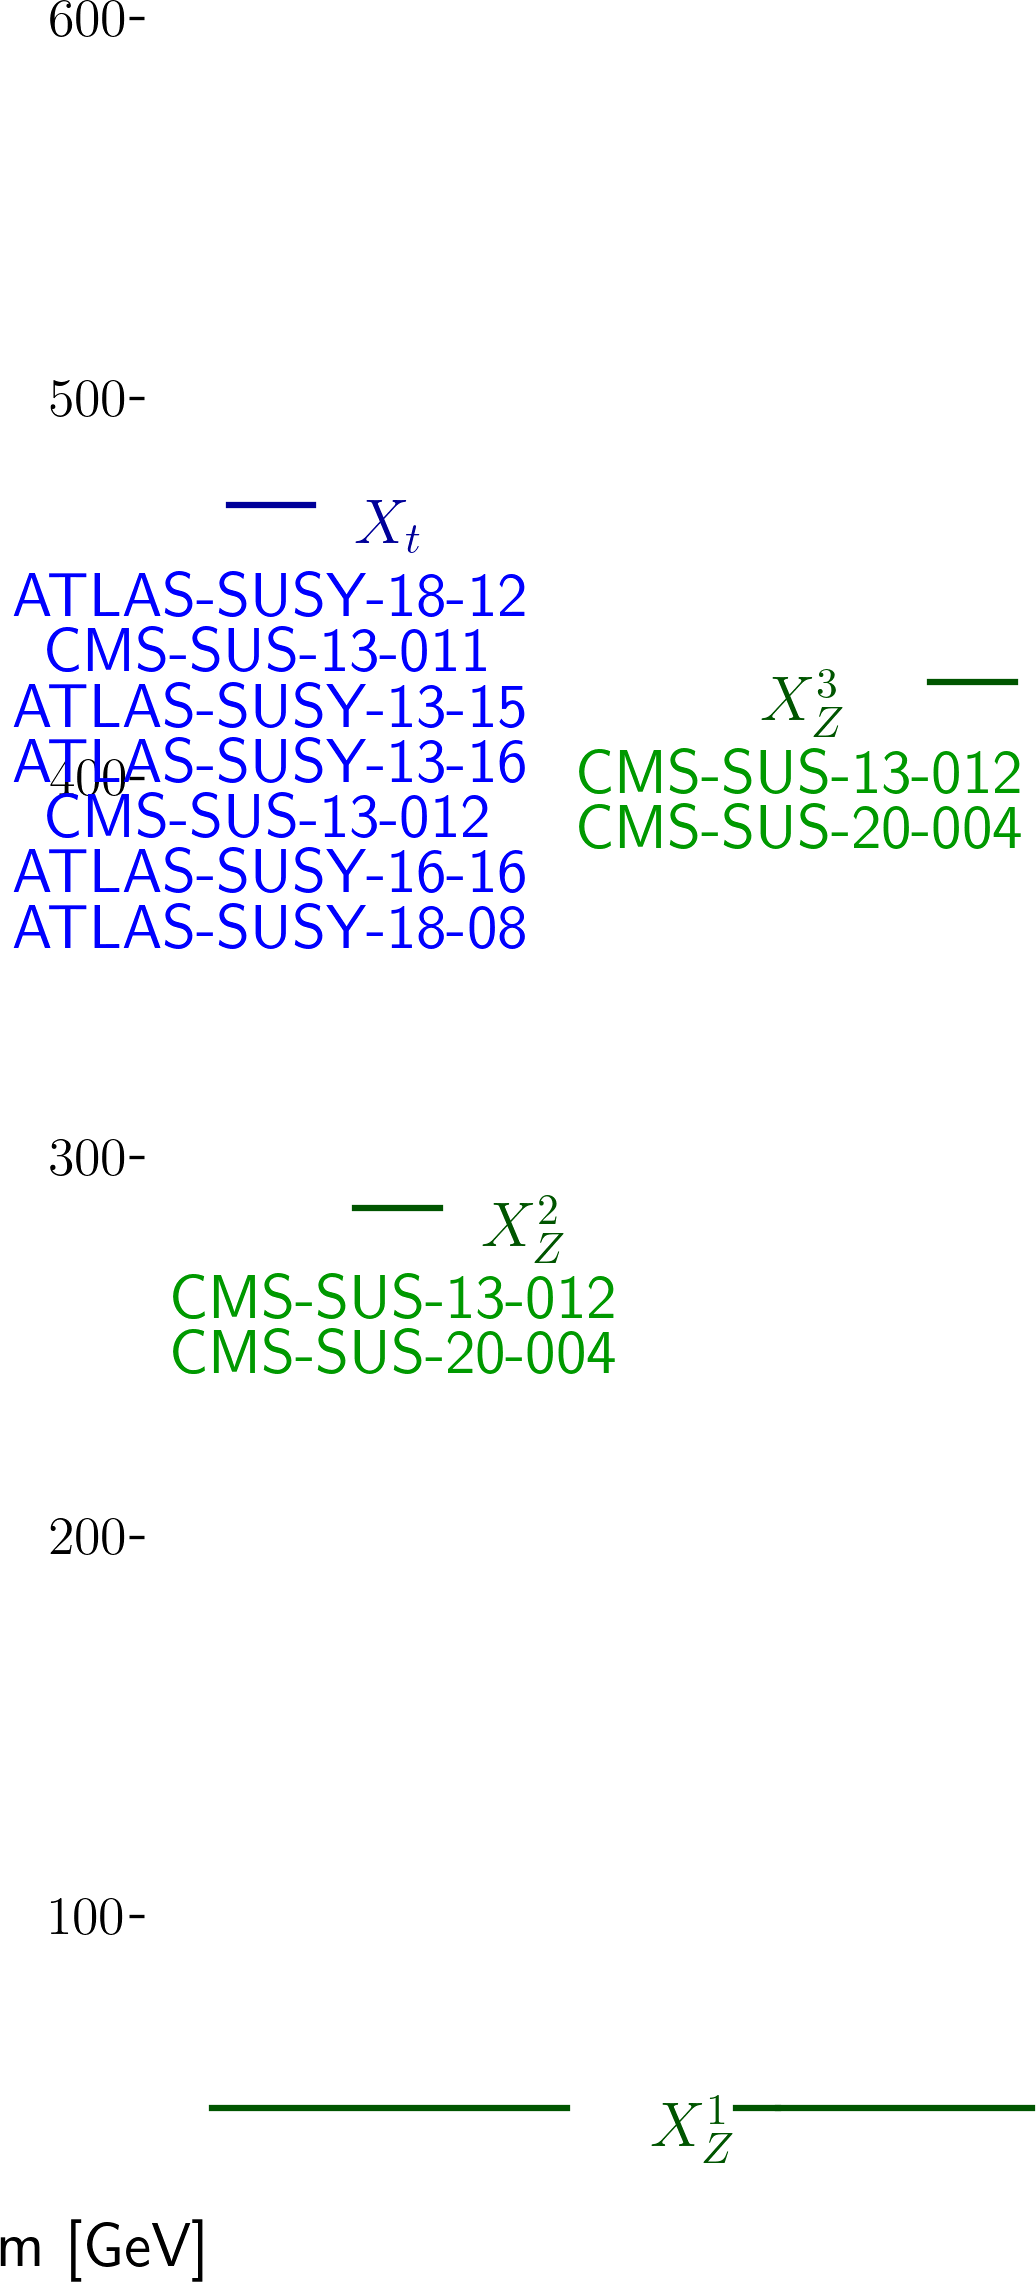 600
500
X_t
ATLAS-SUSY-18-12
CMS-SUS-13-011
ATLAS-SUSY-13-15
X_Z^3
ATLAS-SUSY-13-16
400
CMS-SUS-13-012
CMS-SUS-13-012
CMS-SUS-20-004
ATLAS-SUSY-16-16
ATLAS-SUSY-18-08
300
X_Z^2
CMS-SUS-13-012
CMS-SUS-20-004
200
100
X_Z^1
m [GeV]